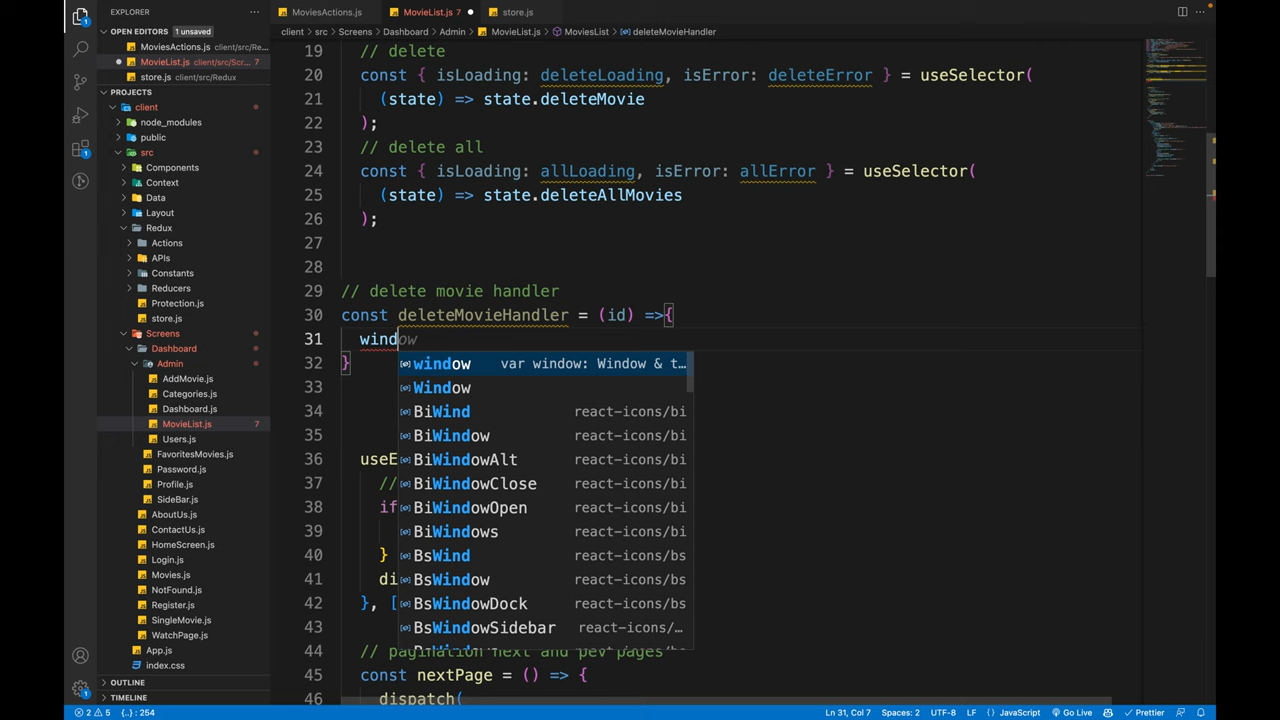 EXPLORER
MoviesActions.js
MovieList.js 7
store.js
OPEN EDITORS 1 unsaved
MoviesActions.js client/src/Re...
MovieList.js client/src/Scr... 7
store.js client/src/Redux
PROJECTS
client
node_modules
public
src
Components
Context
Data
Layout
Redux
Actions
APIs
Constants
Reducers
Protection.js
store.js
Screens
Dashboard
Admin
AddMovie.js
Categories.js
Dashboard.js
MovieList.js 7
Users.js
FavoritesMovies.js
Password.js
Profile.js
SideBar.js
AboutUs.js
ContactUs.js
HomeScreen.js
Login.js
Movies.js
NotFound.js
Register.js
SingleMovie.js
WatchPage.js
App.js
index.css
OUTLINE
TIMELINE
client > src > Screens > Dashboard > Admin > MovieList.js > MoviesList > deleteMovieHandler
19 // delete
20 const { isLoading: deleteLoading, isError: deleteError } = useSelector(
21 (state) => state.deleteMovie
22 );
23 // delete all
24 const { isLoading: allLoading, isError: allError } = useSelector(
25 (state) => state.deleteAllMovies
26 );
27
28
29 // delete movie handler
30 const deleteMovieHandler = (id) =>{
31 window
32 }
window var window: Window & t...
33
Window
34
BiWind react-icons/bi
35
BiWindow react-icons/bi
36 useE
BiWindowAlt react-icons/bi
37 //
BiWindowClose react-icons/bi
38 if
BiWindowOpen react-icons/bi
39
BiWindows react-icons/bi
40 }
BsWind react-icons/bs
41 di
BsWindow react-icons/bs
42 }, [
BsWindowDock react-icons/bs
43
BsWindowSidebar react-icons/...
44 // pagination next and pev pages
45 const nextPage = () => {
46 dispatch(
2 5 {..} : 254
Ln 31, Col 7 Spaces: 2 UTF-8 LF {} JavaScript Go Live Prettier